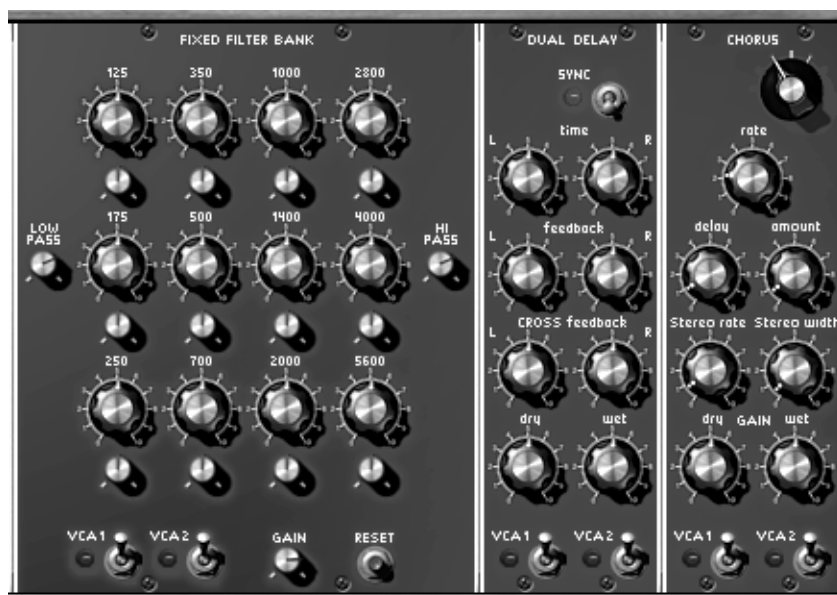 FIXED FILTER BANK
125 350 1000 2800
LOW PASS
175 500 1400 4000
HI PASS
250 700 2000 5600
VCA1 VCA2 GAIN RESET
DUAL DELAY
SYNC
time
L R
feedback
L R
CROSS feedback
L R
dry wet
VCA1 VCA2
CHORUS
rate
delay amount
Stereo rate Stereo width
dry GAIN wet
VCA1 VCA2